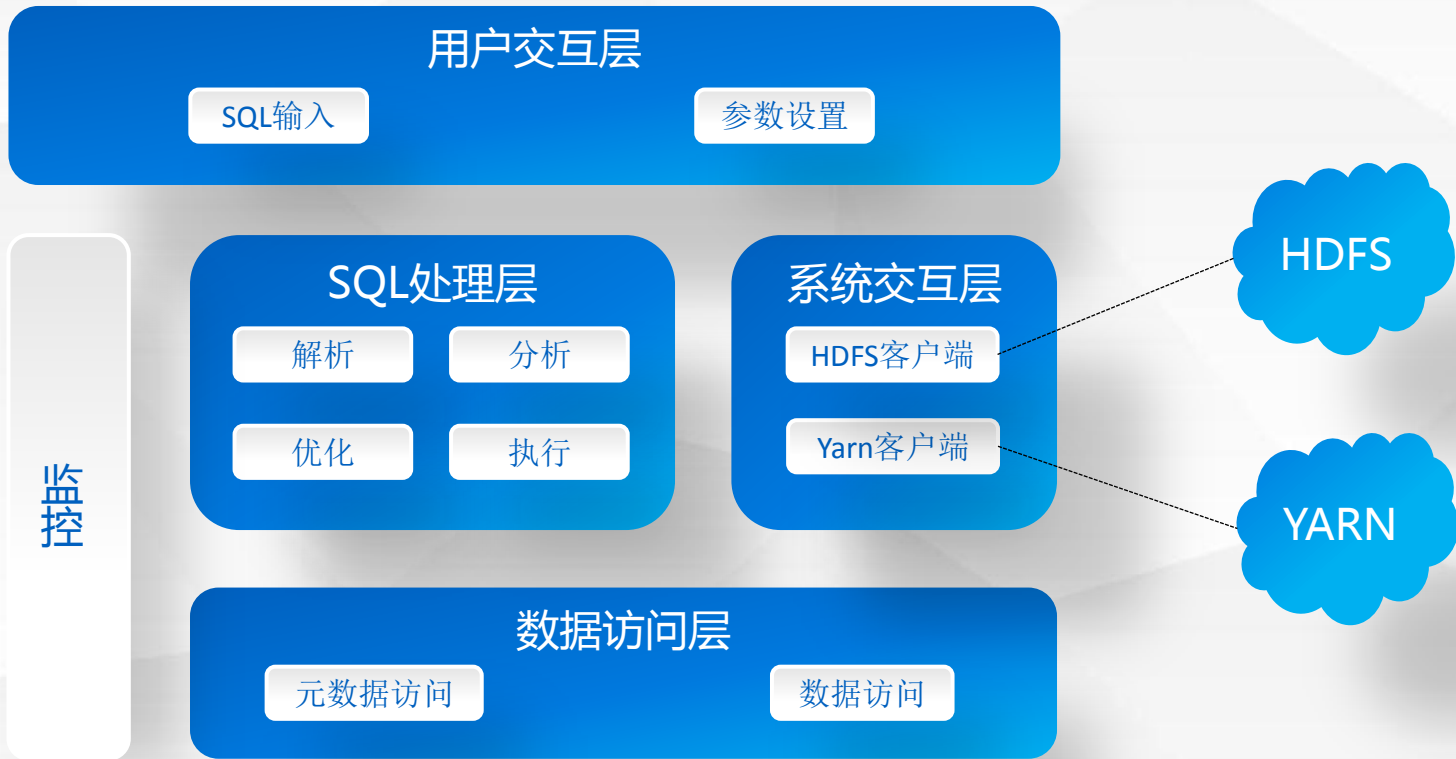 用户交互层
SQL输入
参数设置
SQL处理层
解析
分析
优化
执行
系统交互层
HDFS客户端
Yarn客户端
HDFS
YARN
监控
数据访问层
元数据访问
数据访问